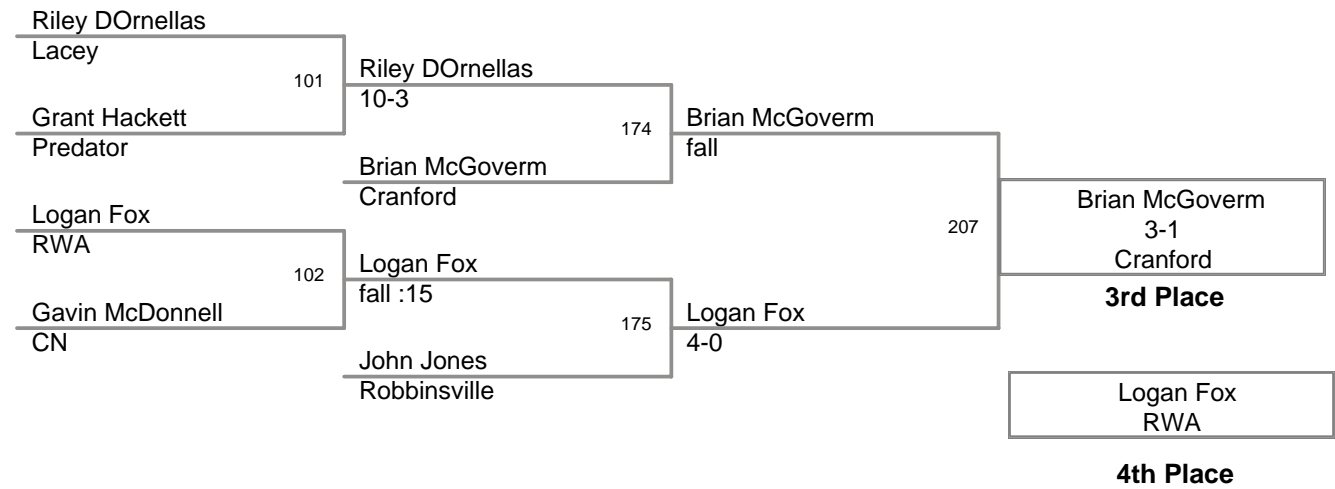 Riley DOrnellas
Lacey
101
Grant Hackett
Predator
Logan Fox
RWA
102
Gavin McDonnell
CN
Riley DOrnellas
10-3
174
Brian McGoverm
Cranford
Logan Fox
fall :15
175
John Jones
Robbinsville
Brian McGoverm
fall
207
Logan Fox
4-0
Brian McGoverm
3-1
Cranford
3rd Place
Logan Fox
RWA
4th Place